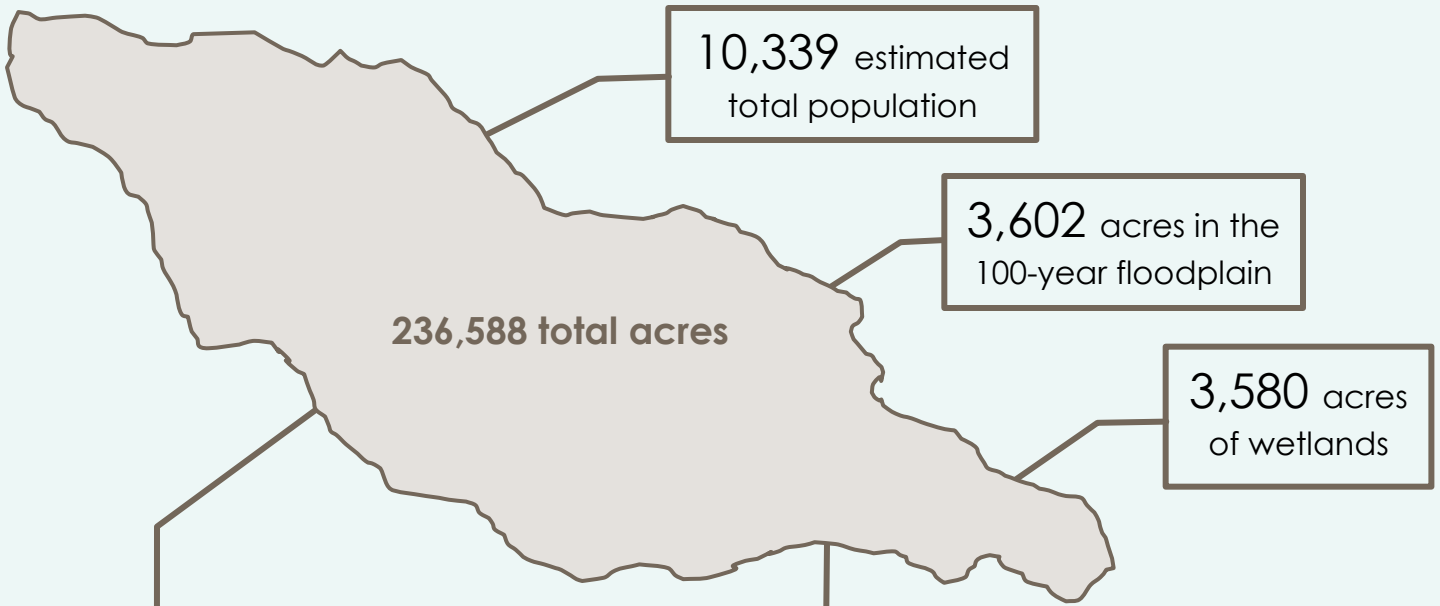 10,339 estimated
total population
3,602 acres in the
100-year floodplain
236,588 total acres
3,580 acres
of wetlands